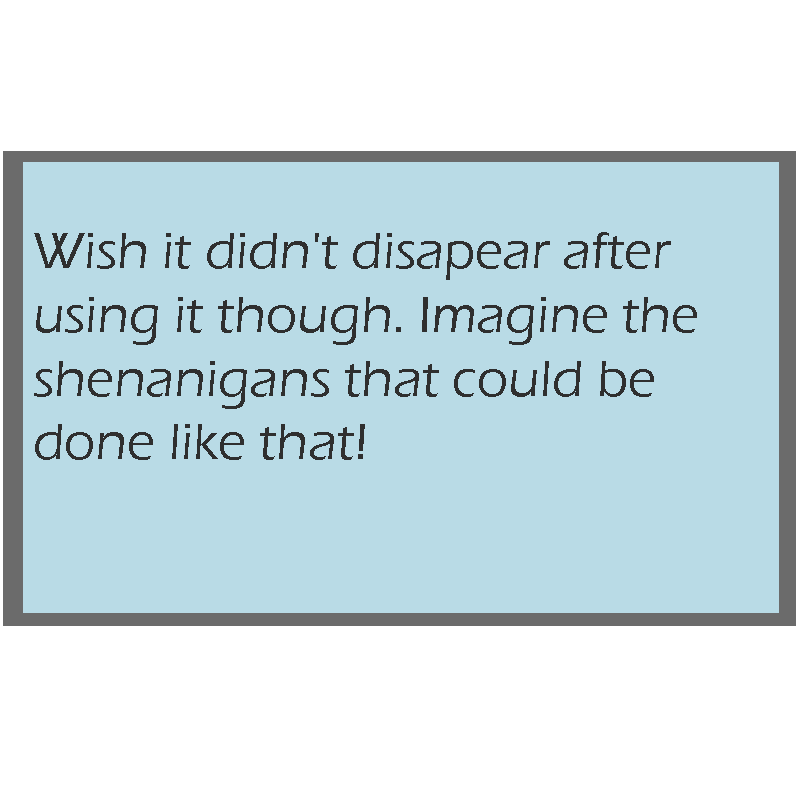 Wish it didn't disapear after
using it though. Imagine the
shenanigans that could be
done like that!